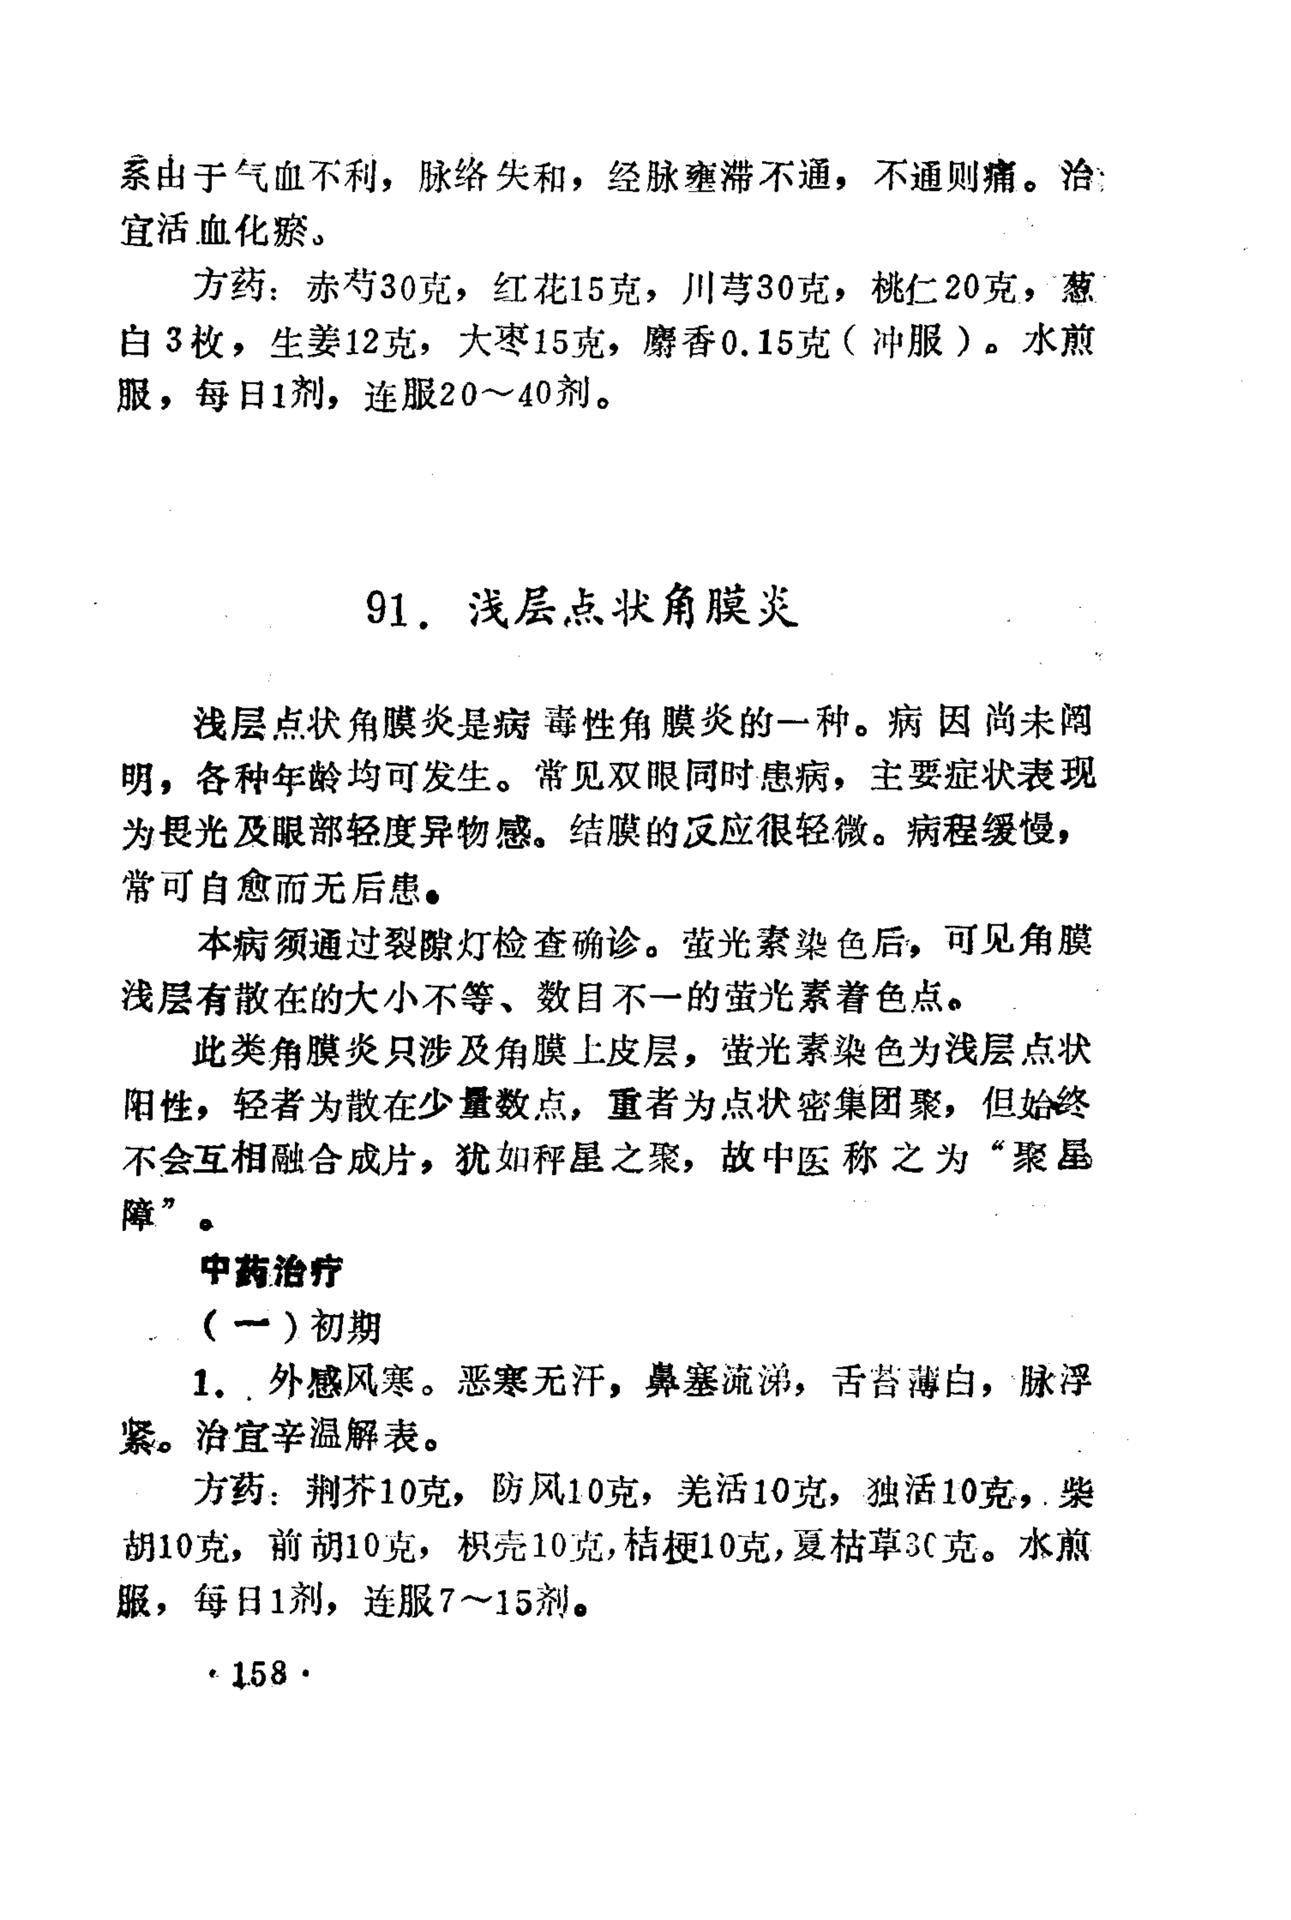 系由于气血不利，脉络失和，经脉壅滞不通，不通则痛。治
宜活血化瘀。
方药：赤芍30克，红花15克，川芎30克，桃仁20克，葱
白3枚，生姜12克，大枣15克，麝香0.15克（冲服）。水煎
服，每日1剂，连服20～40剂。
91．浅层点状角膜炎
浅层点状角膜炎是病毒性角膜炎的一种。病因尚未阐
明，各种年龄均可发生。常见双眼同时患病，主要症状表现
为畏光及眼部轻度异物感。结膜的反应很轻微。病程缓慢，
常可自愈而无后患。
本病须通过裂隙灯检查确诊。萤光素染色后，可见角膜
浅层有散在的大小不等、数目不一的萤光素着色点。
此类角膜炎只涉及角膜上皮层，萤光素染色为浅层点状
阳性，轻者为散在少量数点，重者为点状密集团聚，但始终
不会互相融合成片，犹如秤星之聚，故中医称之为“聚星
障”。
中药治疗
（一）初期
1．外感风寒。恶寒无汗，鼻塞流涕，舌苔薄白，脉浮
紧。治宜辛温解表。
方药：荆芥10克，防风10克，羌活10克，独活10克，柴
胡10克，前胡10克，枳壳10克，桔梗10克，夏枯草30克。水煎
服，每日1剂，连服7～15剂。
·158·